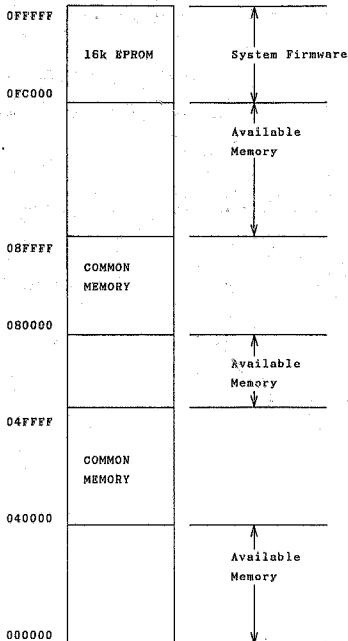 0FFFFF
16k EPROM System Firmware
0FC000
Available
Memory
08FFFF
COMMON
MEMORY
080000
Available
Memory
04FFFF
COMMON
MEMORY
040000
Available
Memory
000000